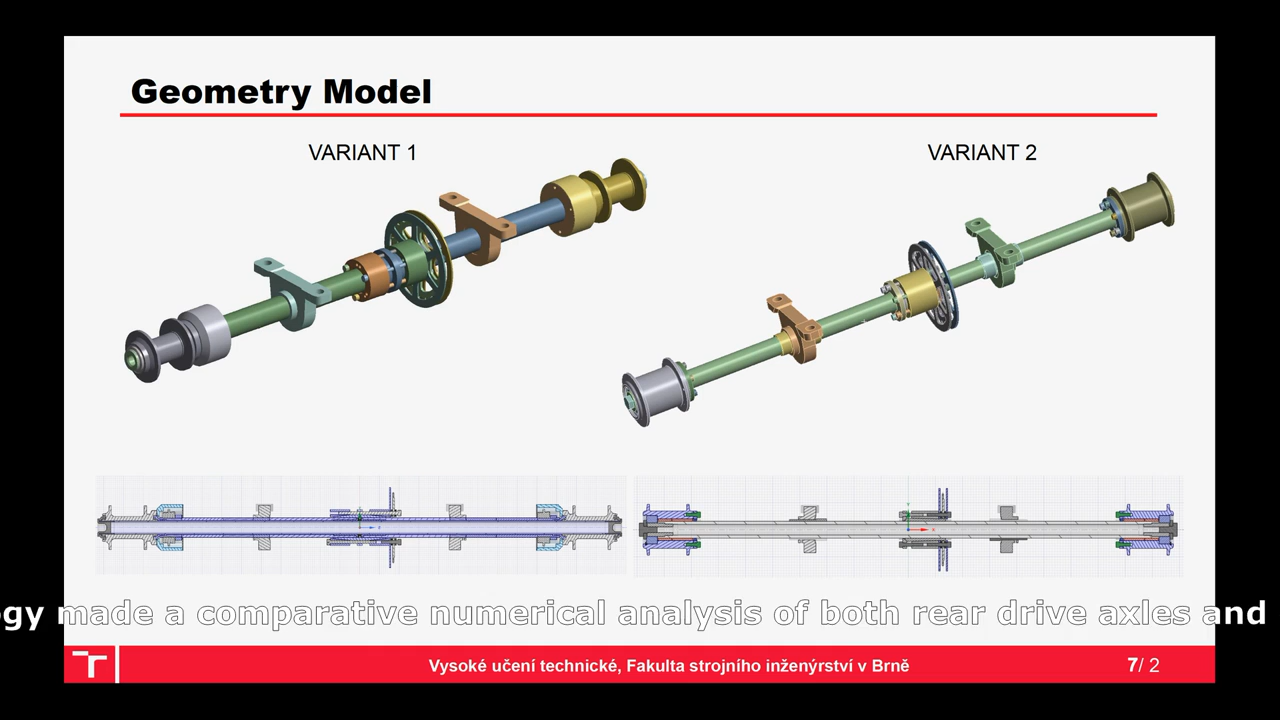 Geometry Model
VARIANT 1
VARIANT 2
made a comparative numerical analysis of both rear drive axles and
Vysoké učení technické, Fakulta strojního inženýrství v Brně
7/ 2